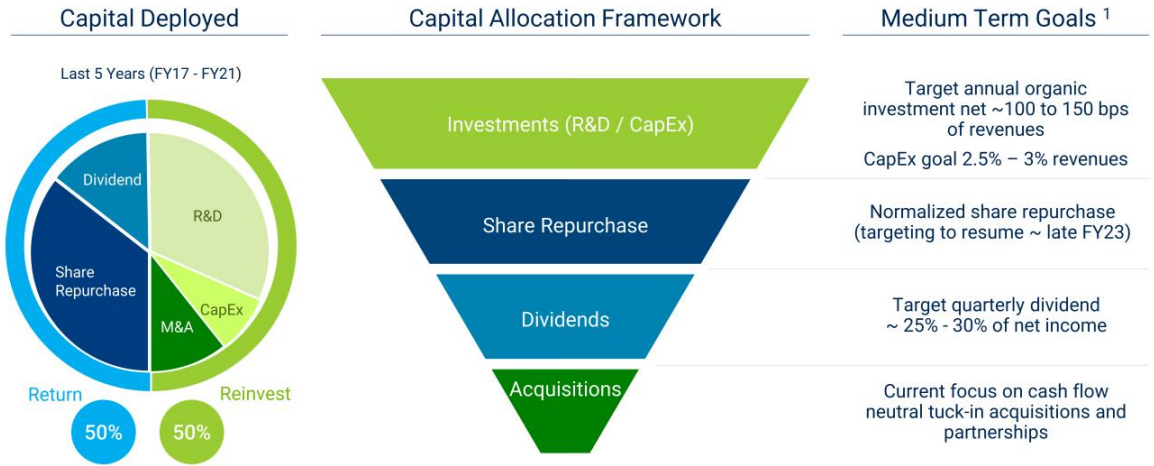 Capital Deployed
Last 5 Years (FY17 - FY21)
Dividend
R&D
Share
Repurchase
CapEx
M&A
Return
Reinvest
50%
50%
Capital Allocation Framework
Investments (R&D / CapEx)
Share Repurchase
Dividends
Acquisitions
Medium Term Goals ¹
Target annual organic
investment net ~100 to 150 bps
of revenues
CapEx goal 2.5% – 3% revenues
Normalized share repurchase
(targeting to resume ~ late FY23)
Target quarterly dividend
~ 25% - 30% of net income
Current focus on cash flow
neutral tuck-in acquisitions and
partnerships